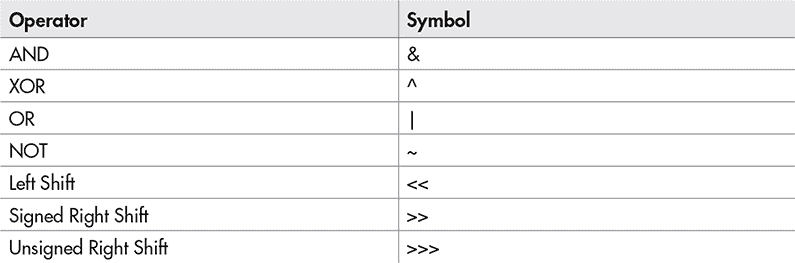 Operator Symbol
AND &
XOR ^
OR |
NOT ~
Left Shift <<
Signed Right Shift >>
Unsigned Right Shift >>>